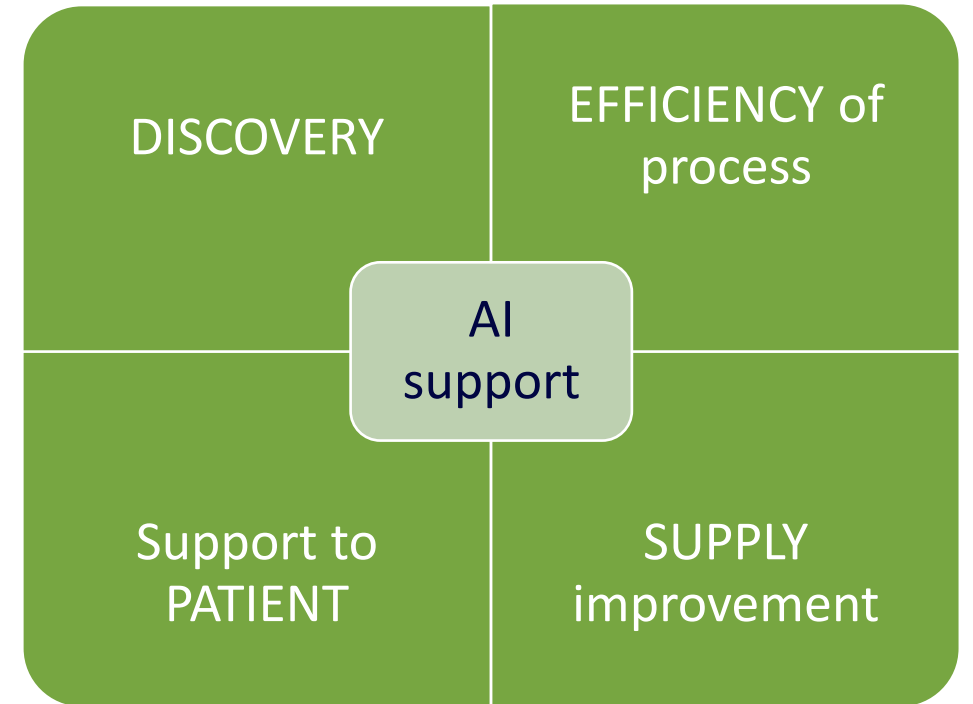 DISCOVERY
EFFICIENCY of
process
AI
support
Support to
PATIENT
SUPPLY
improvement